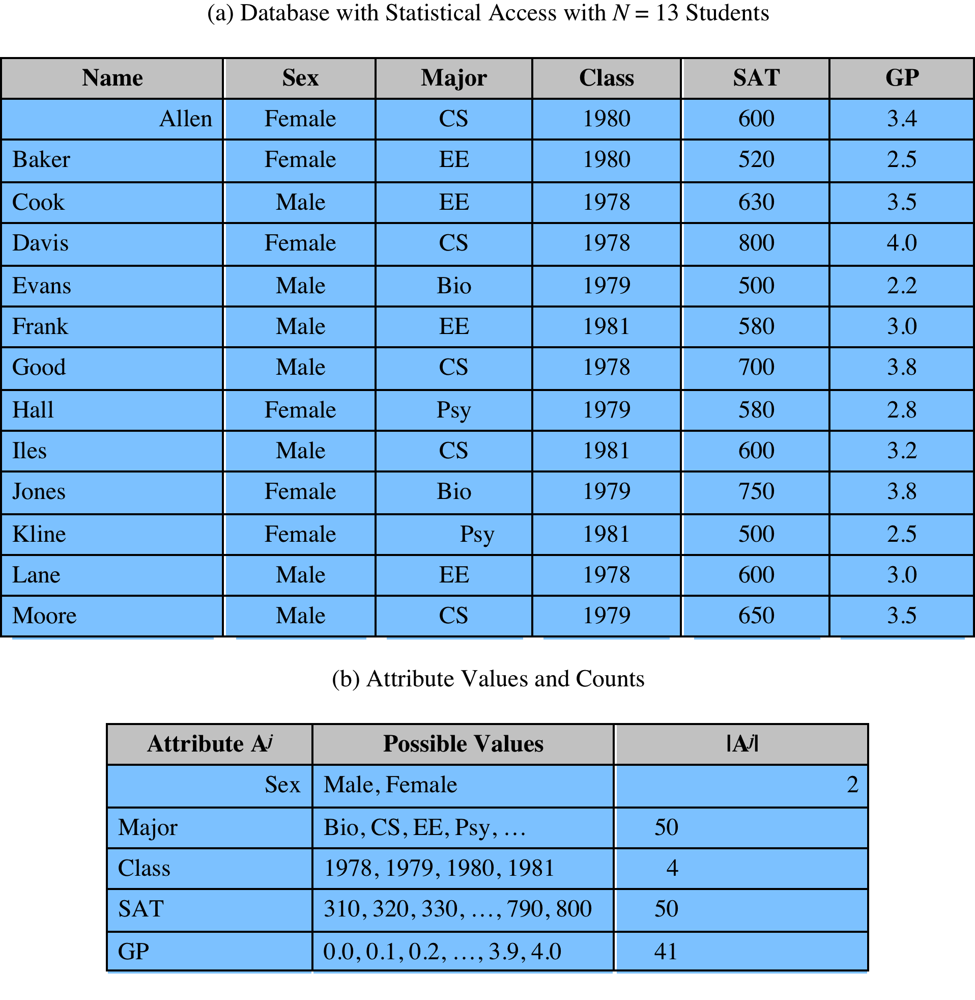 (a) Database with Statistical Access with N = 13 Students
Name Sex Major Class SAT GP
Allen Female CS 1980 600 3.4
Baker Female EE 1980 520 2.5
Cook Male EE 1978 630 3.5
Davis Female CS 1978 800 4.0
Evans Male Bio 1979 500 2.2
Frank Male EE 1981 580 3.0
Good Male CS 1978 700 3.8
Hall Female Psy 1979 580 2.8
Iles Male CS 1981 600 3.2
Jones Female Bio 1979 750 3.8
Kline Female Psy 1981 500 2.5
Lane Male EE 1978 600 3.0
Moore Male CS 1979 650 3.5
(b) Attribute Values and Counts
Attribute Aj Possible Values |Aj|
Sex Male, Female 2
Major Bio, CS, EE, Psy, … 50
Class 1978, 1979, 1980, 1981 4
SAT 310, 320, 330, …, 790, 800 50
GP 0.0, 0.1, 0.2, …, 3.9, 4.0 41